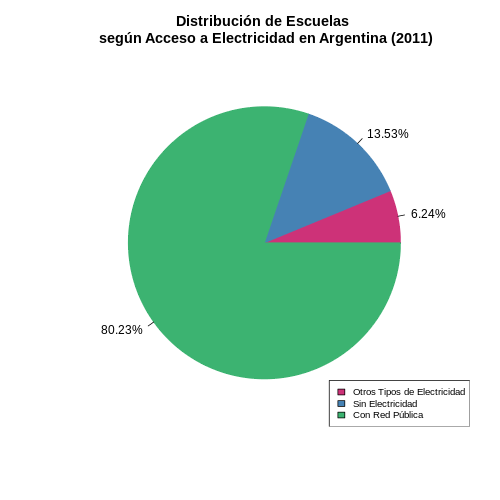 Distribución de Escuelas
según Acceso a Electricidad en Argentina (2011)
13.53%
6.24%
80.23%
Otros Tipos de Electricidad
Sin Electricidad
Con Red Pública